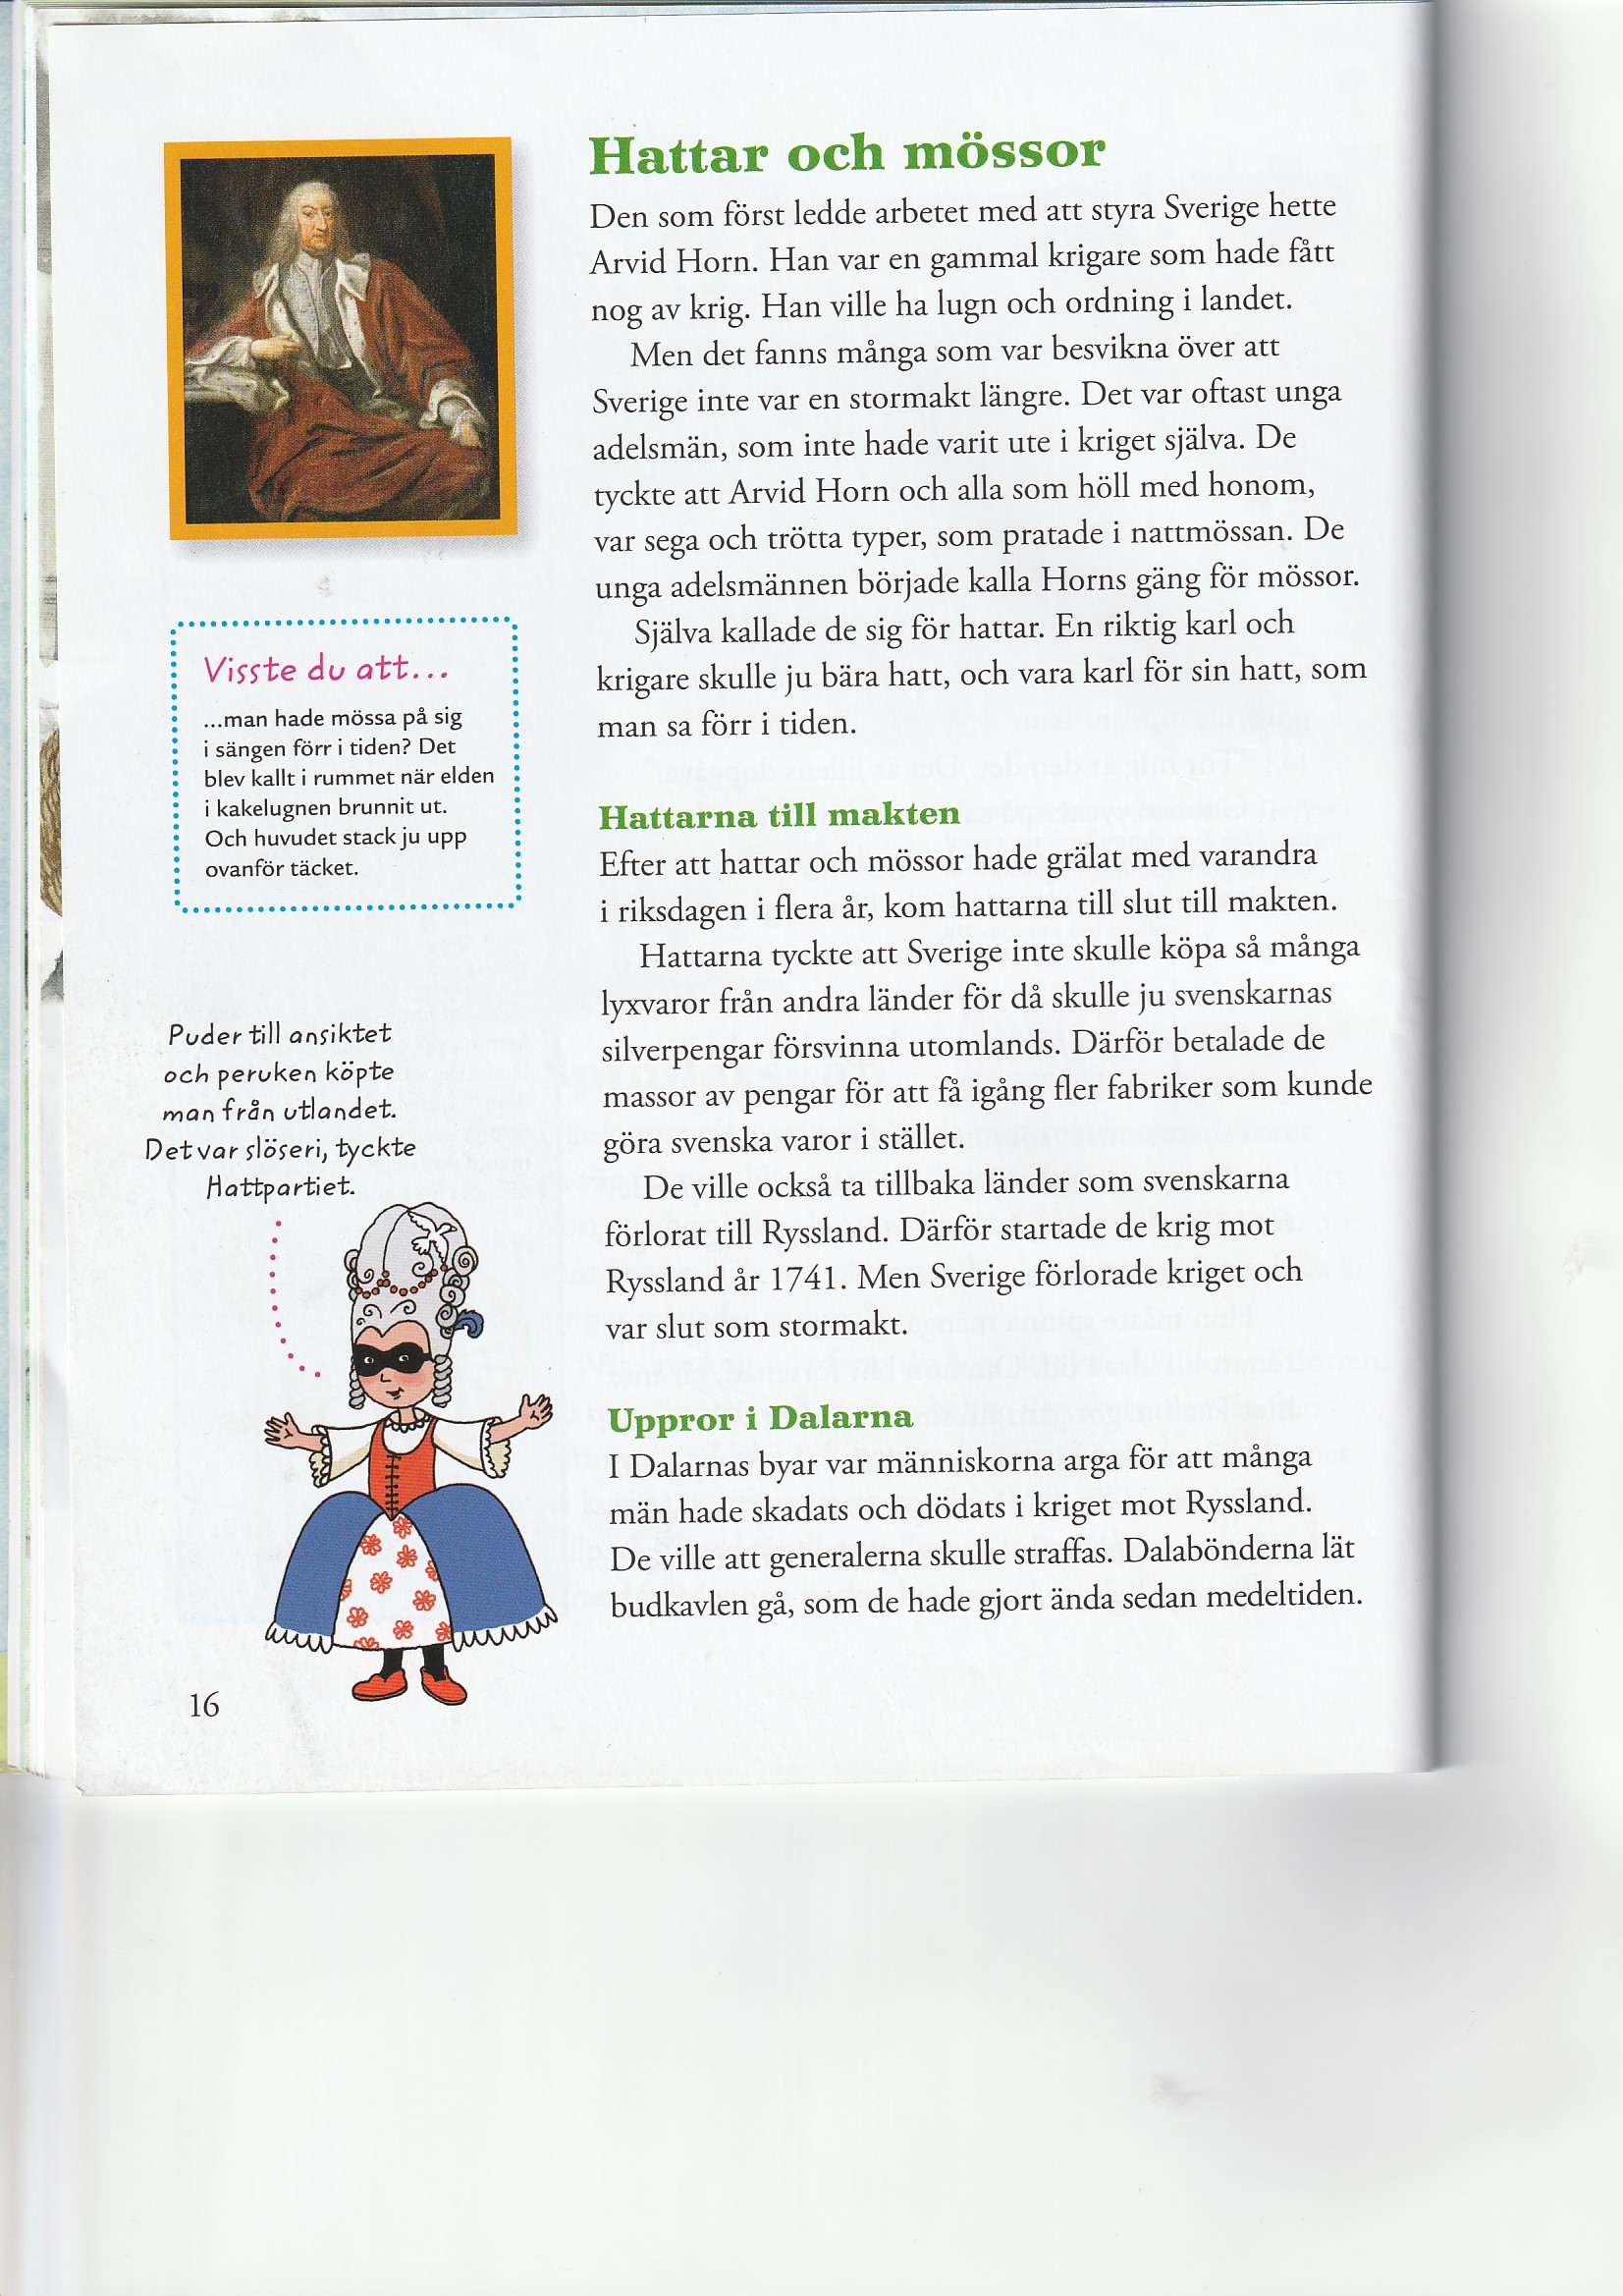 Hattar och mössor
Den som först ledde arbetet med att styra Sverige hette
Arvid Horn. Han var en gammal krigare som hade fått
nog av krig. Han ville ha lugn och ordning i landet.
Men det fanns många som var besvikna över att
Sverige inte var en stormakt längre. Det var oftast unga
adelsmän, som inte hade varit ute i kriget själva. De
tyckte att Arvid Horn och alla som höll med honom,
var sega och trötta typer, som pratade i nattmössan. De
unga adelsmännen började kalla Horns gäng för mössor.
Själva kallade de sig för hattar. En riktig karl och
krigare skulle ju bära hatt, och vara karl för sin hatt, som
man sa förr i tiden.
Hattarna till makten
Efter att hattar och mössor hade grälat med varandra
i riksdagen i flera år, kom hattarna till slut till makten.
Hattarna tyckte att Sverige inte skulle köpa så många
lyxvaror från andra länder för då skulle ju svenskarnas
silverpengar försvinna utomlands. Därför betalade de
massor av pengar för att få igång fler fabriker som kunde
göra svenska varor i stället.
De ville också ta tillbaka länder som svenskarna
förlorat till Ryssland. Därför startade de krig mot
Ryssland år 1741. Men Sverige förlorade kriget och
var slut som stormakt.
Uppror i Dalarna
I Dalarnas byar var människorna arga för att många
män hade skadats och dödats i kriget mot Ryssland.
De ville att generalerna skulle straffas. Dalabönderna lät
budkavlen gå, som de hade gjort ända sedan medeltiden.
Visste du att...
...man hade mössa på sig
i sängen förr i tiden? Det
blev kallt i rummet när elden
i kakelugnen brunnit ut.
Och huvudet stack ju upp
ovanför täcket.
Puder till ansiktet
och peruken köpte
man från utlandet.
Det var slöseri, tyckte
Hattpartiet.
16